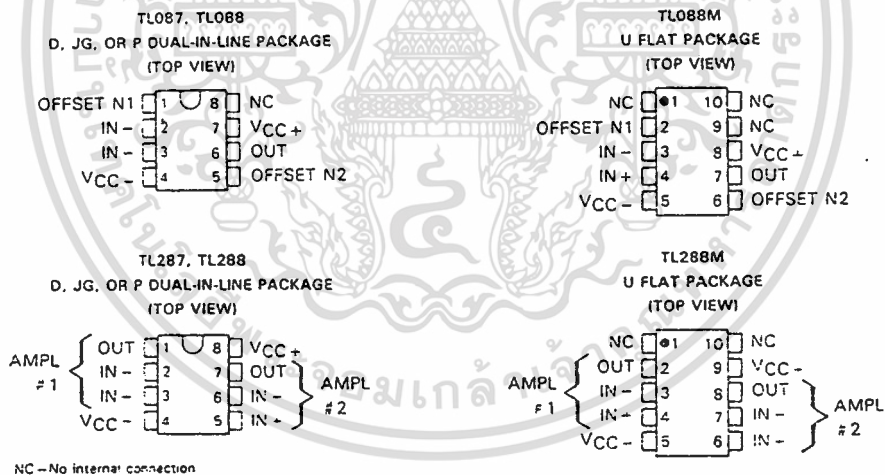 TL087, TL088
D, JG, OR P DUAL-IN-LINE PACKAGE
(TOP VIEW)
OFFSET N1 1 8 NC
IN - 2 7 VCC +
IN - 3 6 OUT
VCC - 4 5 OFFSET N2
TL088M
U FLAT PACKAGE
(TOP VIEW)
NC 1 10 NC
OFFSET N1 2 9 NC
IN - 3 8 VCC +
IN + 4 7 OUT
VCC - 5 6 OFFSET N2
TL287, TL288
D, JG, OR P DUAL-IN-LINE PACKAGE
(TOP VIEW)
AMPL
#1
OUT 1 8 VCC +
IN - 2 7 OUT
IN - 3 6 IN -
VCC - 4 5 IN +
AMPL
#2
TL288M
U FLAT PACKAGE
(TOP VIEW)
AMPL
#1
NC 1 10 NC
OUT 2 9 VCC -
IN - 3 8 OUT
IN + 4 7 IN -
VCC - 5 6 IN +
AMPL
#2
NC – No internal connection